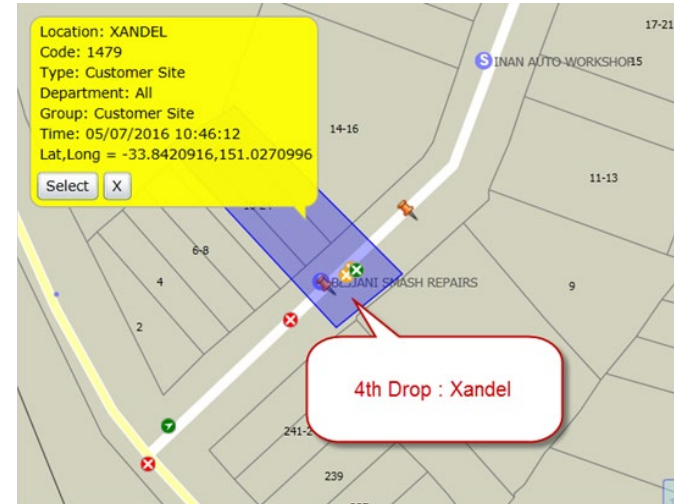 Location: XANDEL
Code: 1479
Type: Customer Site
Department: All
Group: Customer Site
Time: 05/07/2016 10:46:12
Lat,Long = -33.8420916,151.0270996
Select X
17-21
S INAN AUTO WORKSHOP
15
14-16
11-13
6-8
4
SMASH REPAIRS
9
2
4th Drop : Xandel
239